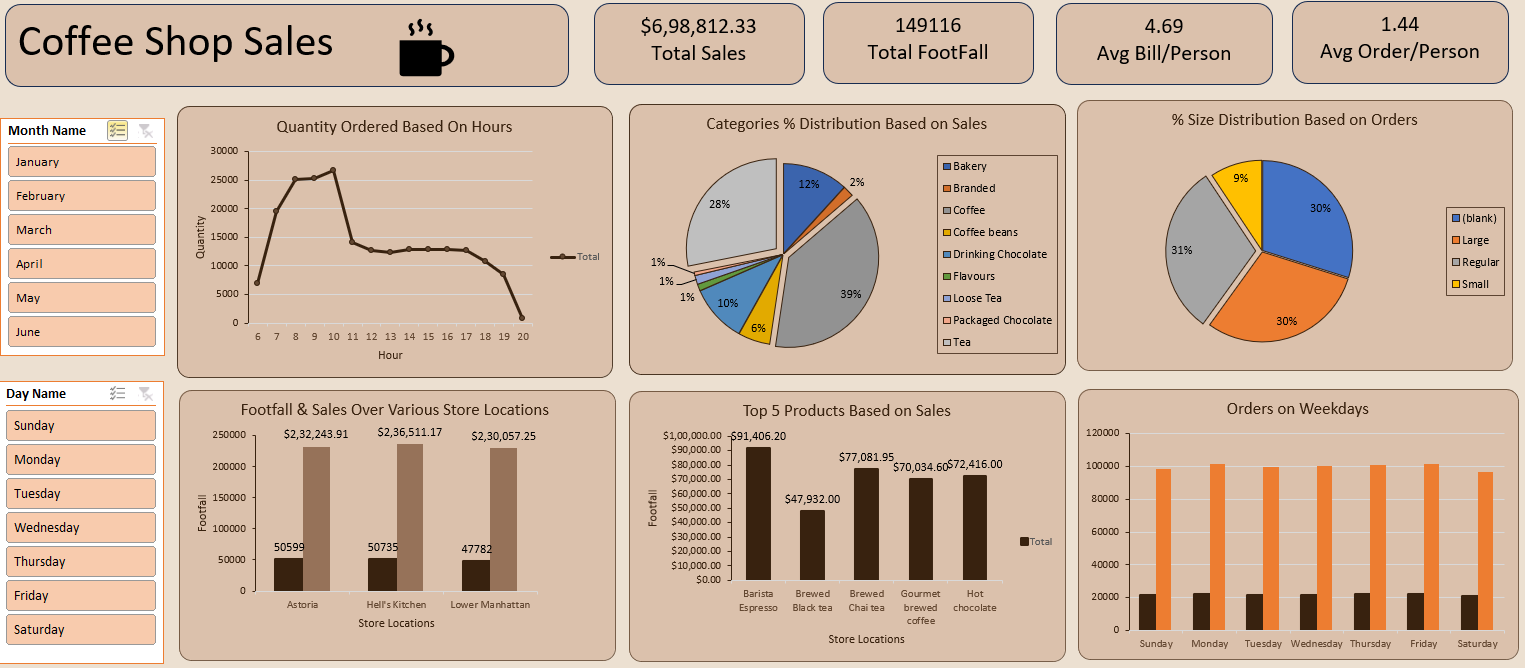 Coffee Shop Sales
$6,98,812.33
Total Sales
149116
Total FootFall
4.69
Avg Bill/Person
1.44
Avg Order/Person
Month Name
January
February
March
April
May
June
Day Name
Sunday
Monday
Tuesday
Wednesday
Thursday
Friday
Saturday
Quantity Ordered Based On Hours
30000
25000
20000
15000
10000
5000
0
Quantity
6 7 8 9 10 11 12 13 14 15 16 17 18 19 20
Hour
Total
Categories % Distribution Based on Sales
12%
2%
39%
6%
10%
1%
1%
1%
28%
Bakery
Branded
Coffee
Coffee beans
Drinking Chocolate
Flavours
Loose Tea
Packaged Chocolate
Tea
% Size Distribution Based on Orders
30%
30%
31%
9%
(blank)
Large
Regular
Small
Footfall & Sales Over Various Store Locations
250000
200000
150000
100000
50000
0
Footfall
$2,32,243.91
$2,36,511.17
$2,30,057.25
50599
50735
47782
Astoria
Hell's Kitchen
Lower Manhattan
Store Locations
Top 5 Products Based on Sales
$1,00,000.00
$90,000.00
$80,000.00
$70,000.00
$60,000.00
$50,000.00
$40,000.00
$30,000.00
$20,000.00
$10,000.00
$0.00
Footfall
$91,406.20
$47,932.00
$77,081.95
$70,034.60
$72,416.00
Barista
Espresso
Brewed
Black tea
Brewed
Chai tea
Gourmet
brewed
coffee
Hot
chocolate
Store Locations
Total
Orders on Weekdays
120000
100000
80000
60000
40000
20000
0
Sunday Monday Tuesday Wednesday Thursday Friday Saturday